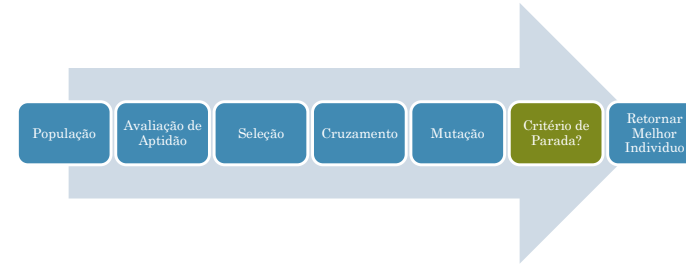 População
Avaliação de
Aptidão
Seleção
Cruzamento
Mutação
Critério de
Parada?
Retornar
Melhor
Individuo